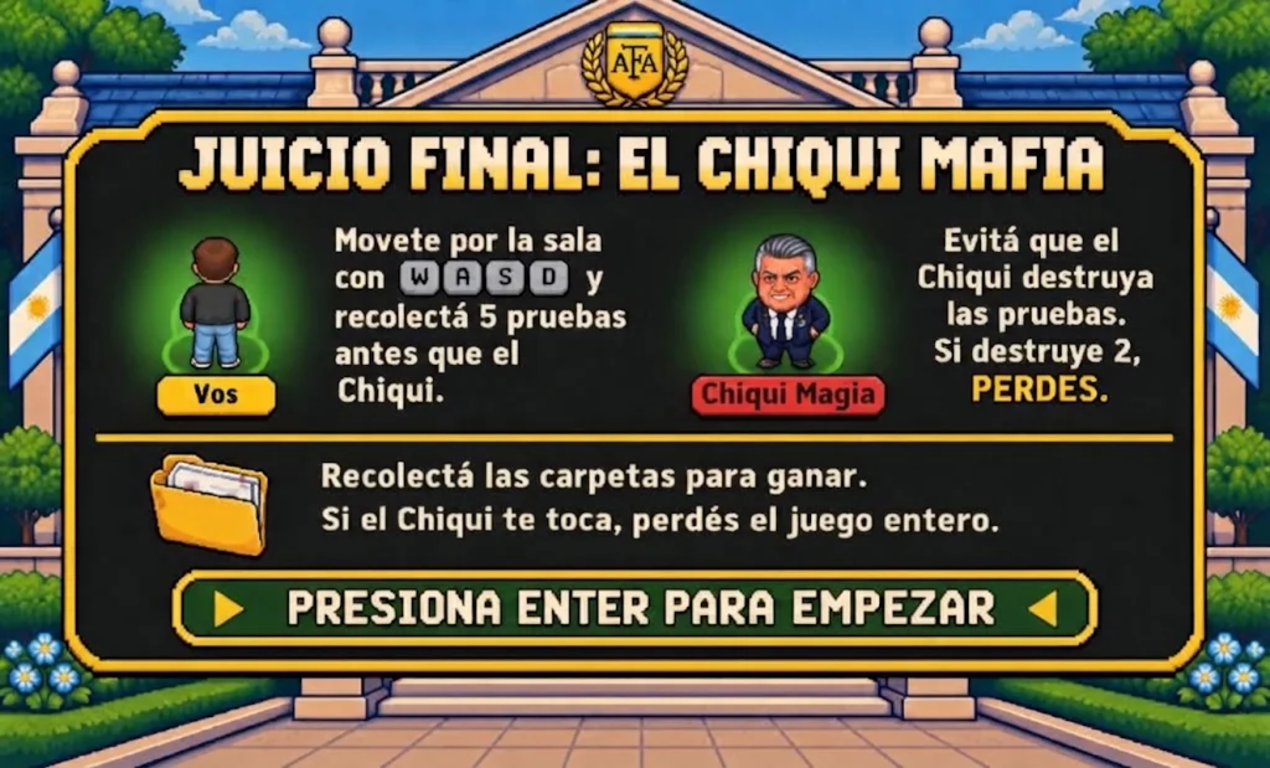 AFA
JUICIO FINAL: EL CHIQUI MAFIA
Movete por la sala
con W A S D y
recolectá 5 pruebas
antes que el
Chiqui.
Vos
Evitá que el
Chiqui destruya
las pruebas.
Si destruye 2,
PERDES.
Chiqui Magia
Recolectá las carpetas para ganar.
Si el Chiqui te toca, perdés el juego entero.
PRESIONA ENTER PARA EMPEZAR